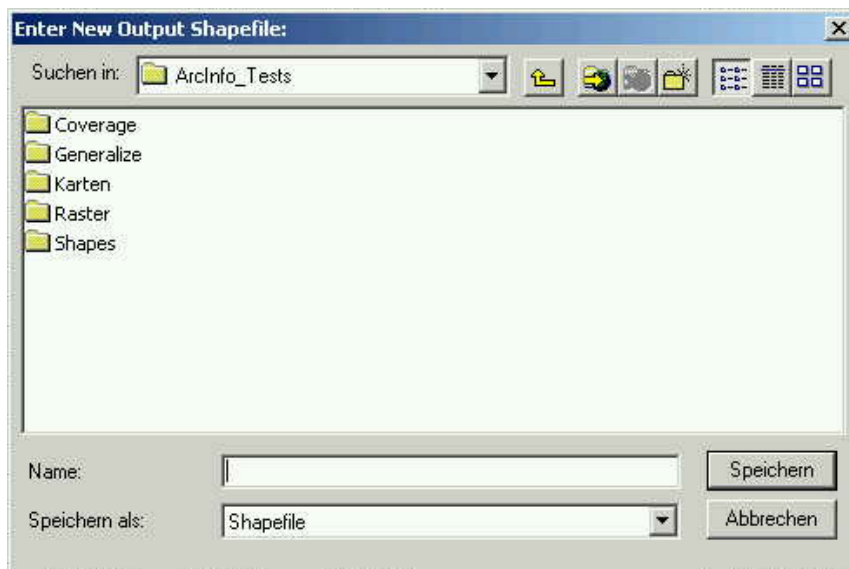 Enter New Output Shapefile:
Suchen in: ArcInfo_Tests
Coverage
Generalize
Karten
Raster
Shapes
Name: Speichern
Speichern als: Shapefile Abbrechen